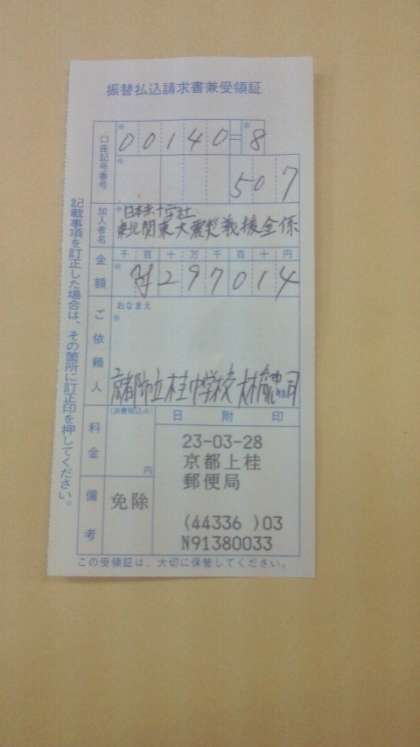 振替払込請求書兼受領証
口座記号番号
00140=8
507
加入者名
日本赤十字社
東北関東大震災義援金係
金額
千百十万千百十円
¥297014
ご依頼人
おなまえ
京都市立桂中学校
料金
(消費税込み)
円
備考
免除
日附印
23-03-28
京都上桂
郵便局
(44336 )03
N91380033
記載事項を訂正した場合は、その箇所に訂正印を押してください。
この受領証は、大切に保管してください。